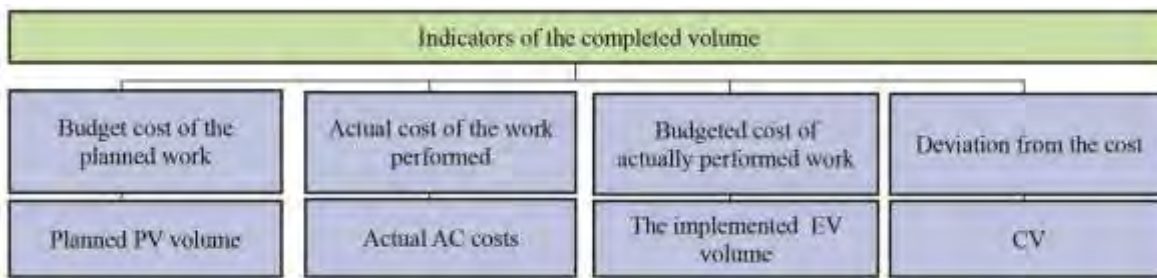 Indicators of the completed volume
Budget cost of the
planned work
Actual cost of the work
performed
Budgeted cost of
actually performed work
Deviation from the cost
Planned PV volume
Actual AC costs
The implemented EV
volume
CV